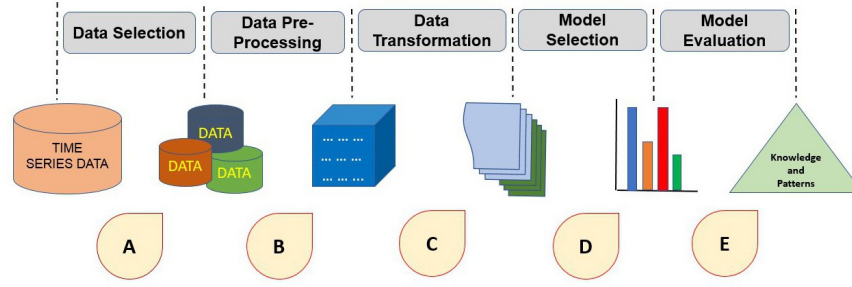 Data Selection
Data Pre-
Processing
Data
Transformation
Model
Selection
Model
Evaluation
TIME
SERIES DATA
DATA
DATA
DATA
... ...
... ...
... ...
Knowledge
and
Patterns
A
B
C
D
E